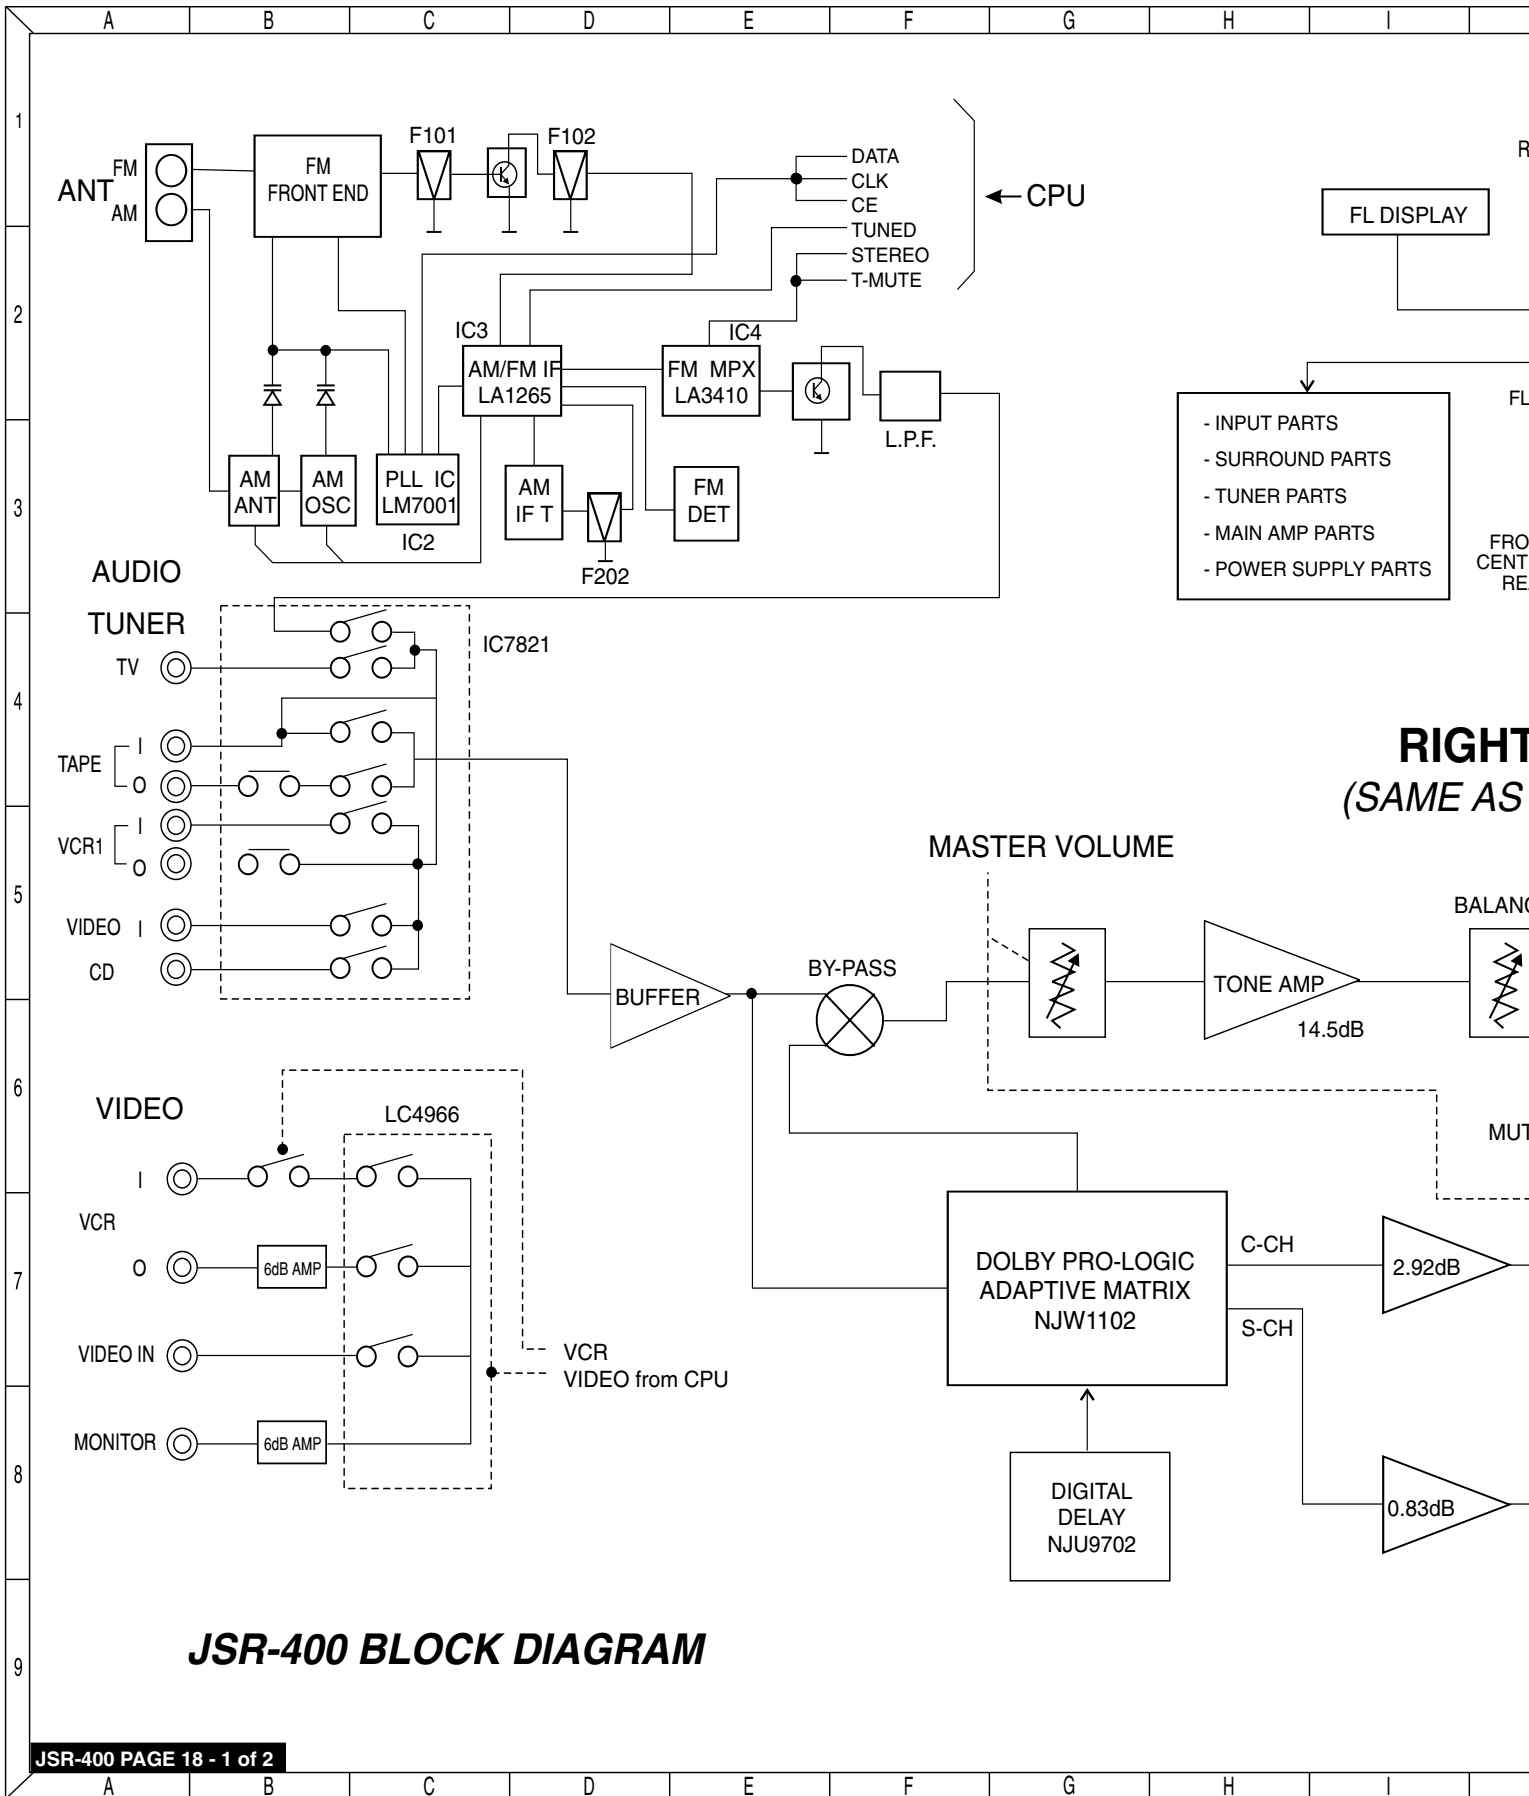 A B C D E F G H I
1
F101 F102
FM
ANT
AM
FM
FRONT END
DATA
CLK
CE
TUNED
STEREO
T-MUTE
CPU
R
FL DISPLAY
2
IC3
AM/FM IF
LA1265
IC4
FM MPX
LA3410
L.P.F.
FL
- INPUT PARTS
- SURROUND PARTS
- TUNER PARTS
- MAIN AMP PARTS
- POWER SUPPLY PARTS
3
AM
ANT
AM
OSC
PLL IC
LM7001
IC2
AM
IF T
F202
FM
DET
FRO
CENT
RE
AUDIO
TUNER
IC7821
TV
4
TAPE
I
O
RIGHT
(SAME AS
VCR1
I
O
5
VIDEO I
CD
MASTER VOLUME
BALANC
BUFFER
BY-PASS
TONE AMP
14.5dB
6
VIDEO
LC4966
MUT
I
VCR
O
6dB AMP
7
DOLBY PRO-LOGIC
ADAPTIVE MATRIX
NJW1102
C-CH
2.92dB
S-CH
VIDEO IN
VCR
VIDEO from CPU
MONITOR
6dB AMP
8
DIGITAL
DELAY
NJU9702
0.83dB
JSR-400 BLOCK DIAGRAM
9
JSR-400 PAGE 18 - 1 of 2
A B C D E F G H I